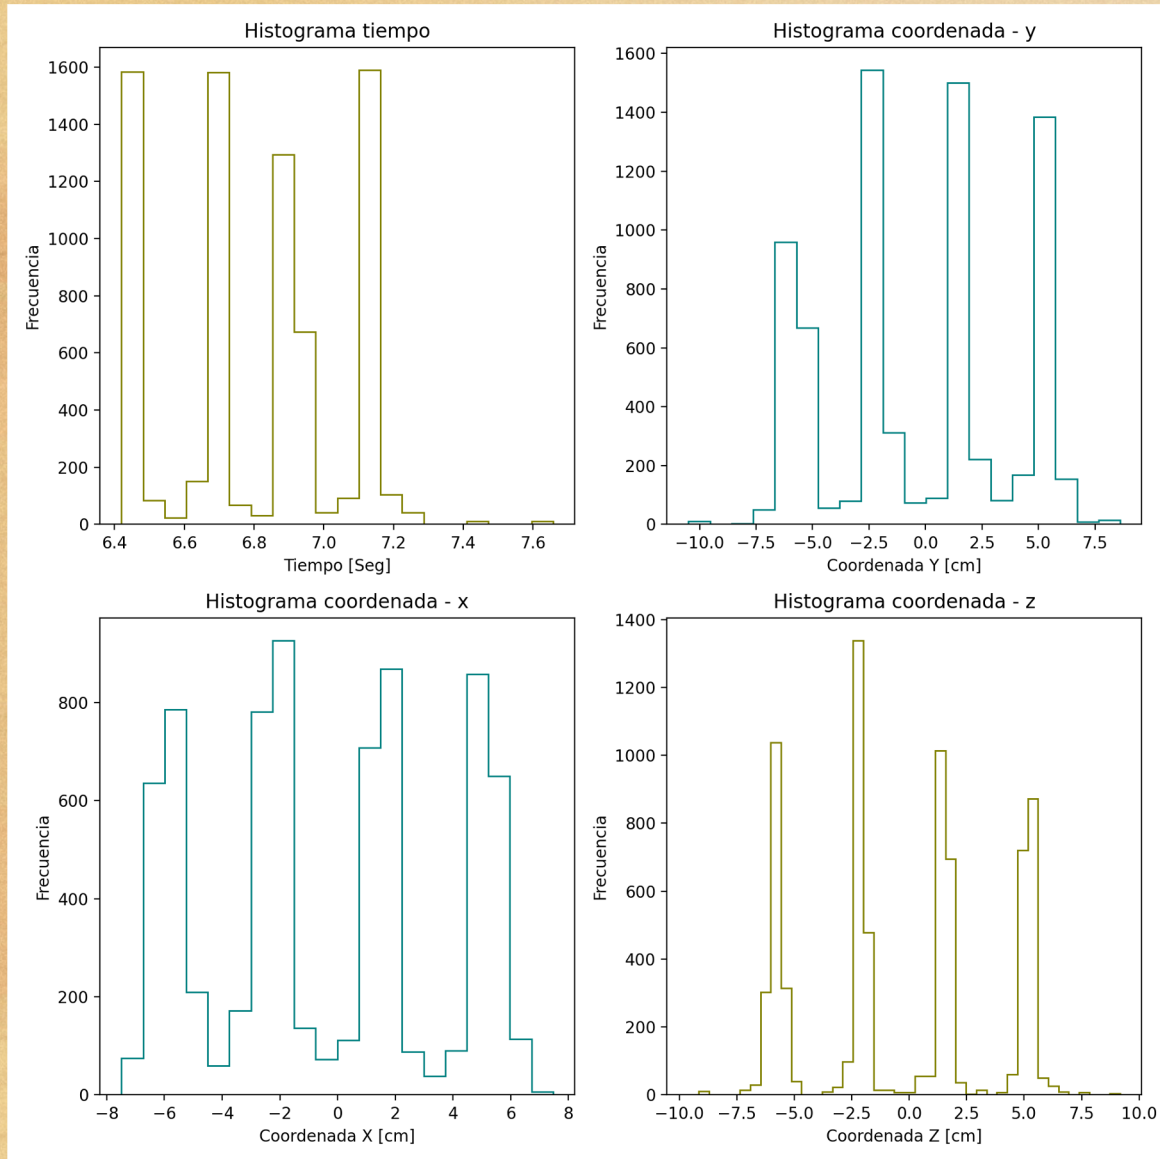 Histograma tiempo
Frecuencia
1600
1400
1200
1000
800
600
400
200
0
6.4 6.6 6.8 7.0 7.2 7.4 7.6
Tiempo [Seg]
Histograma coordenada - y
Frecuencia
1600
1400
1200
1000
800
600
400
200
0
−10.0 −7.5 −5.0 −2.5 0.0 2.5 5.0 7.5
Coordenada Y [cm]
Histograma coordenada - x
Frecuencia
800
600
400
200
0
−8 −6 −4 −2 0 2 4 6 8
Coordenada X [cm]
Histograma coordenada - z
Frecuencia
1400
1200
1000
800
600
400
200
0
−10.0 −7.5 −5.0 −2.5 0.0 2.5 5.0 7.5 10.0
Coordenada Z [cm]